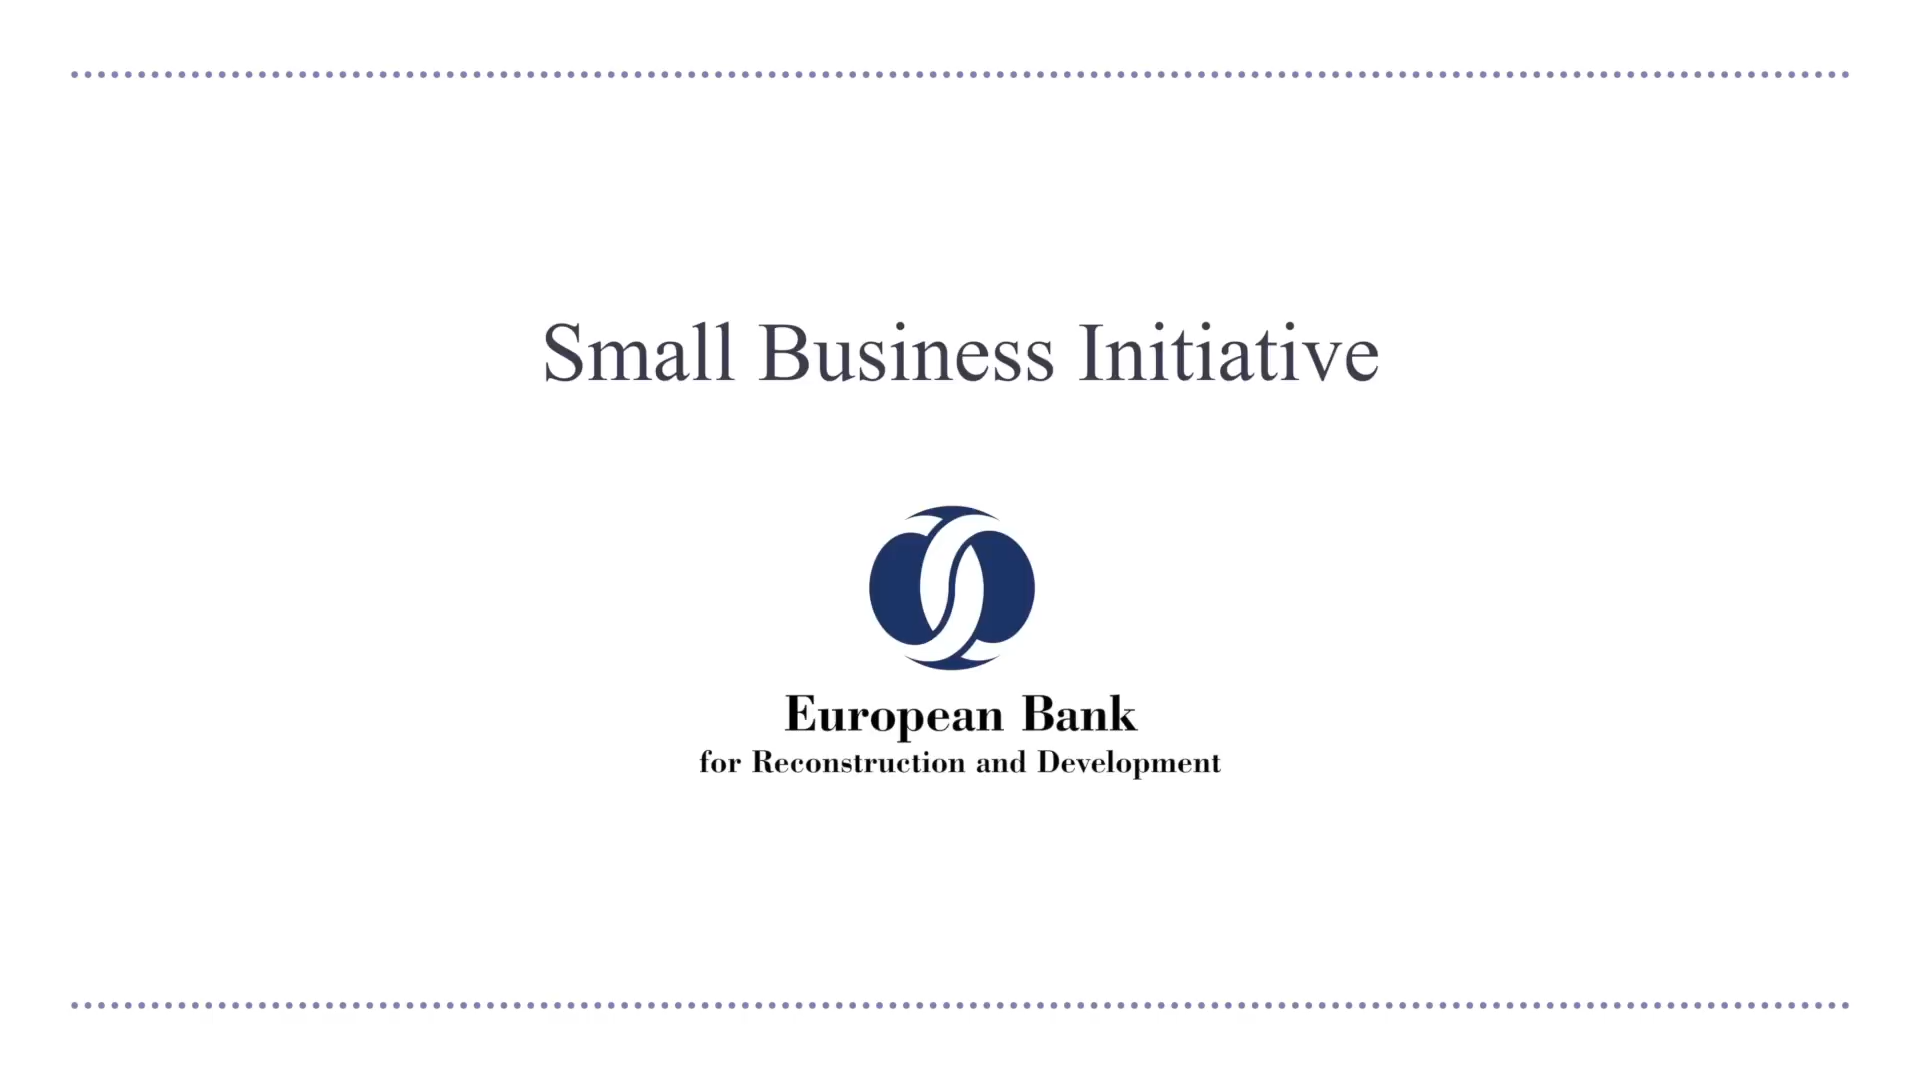 Small Business Initiative
European Bank
for Reconstruction and Development